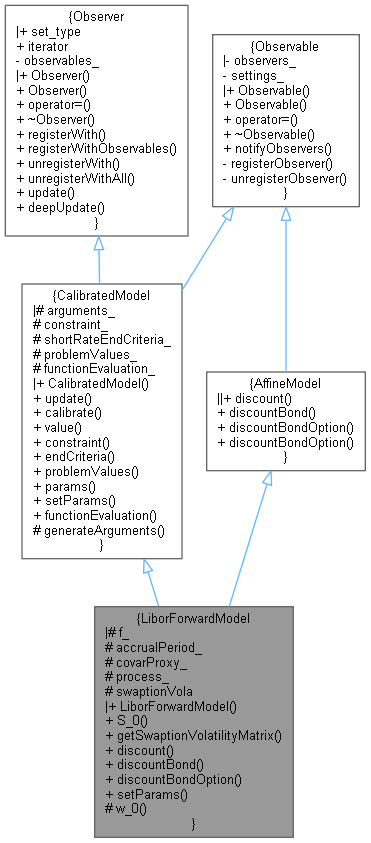 {Observer
|+ set_type
+ iterator
- observables_
|+ Observer()
+ Observer()
+ operator=()
+ ~Observer()
+ registerWith()
+ registerWithObservables()
+ unregisterWith()
+ unregisterWithAll()
+ update()
+ deepUpdate()
}
{Observable
|- observers_
- settings_
|+ Observable()
+ Observable()
+ operator=()
+ ~Observable()
+ notifyObservers()
- registerObserver()
- unregisterObserver()
}
{CalibratedModel
|# arguments_
# constraint_
# shortRateEndCriteria_
# problemValues_
# functionEvaluation_
|+ CalibratedModel()
+ update()
+ calibrate()
+ value()
+ constraint()
+ endCriteria()
+ problemValues()
+ params()
+ setParams()
+ functionEvaluation()
# generateArguments()
}
{AffineModel
||+ discount()
+ discountBond()
+ discountBondOption()
+ discountBondOption()
}
{LiborForwardModel
|# f_
# accrualPeriod_
# covarProxy_
# process_
# swaptionVola
|+ LiborForwardModel()
+ S_0()
+ getSwaptionVolatilityMatrix()
+ discount()
+ discountBond()
+ discountBondOption()
+ setParams()
# w_0()
}